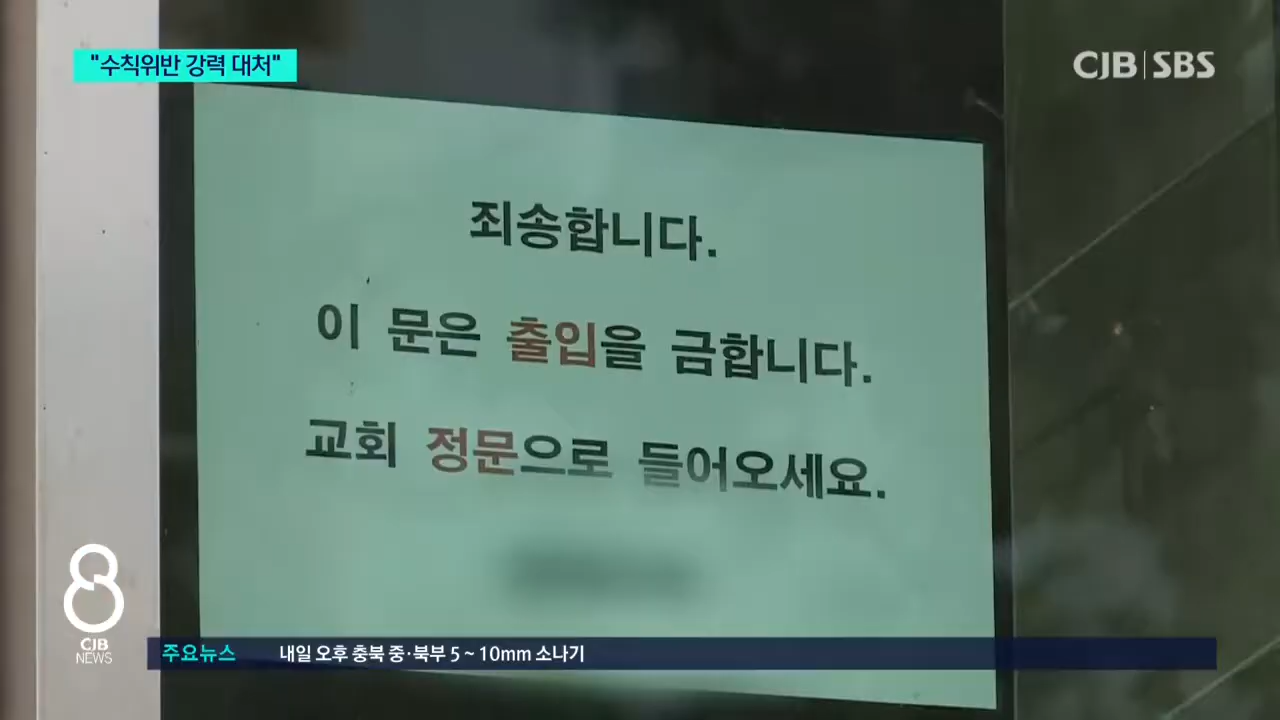 "수칙위반 강력 대처"
CJB SBS
죄송합니다.
이 문은 출입을 금합니다.
교회 정문으로 들어오세요.
8
CJB
NEWS
주요뉴스 내일 오후 충북 중·북부 5 ~ 10mm 소나기